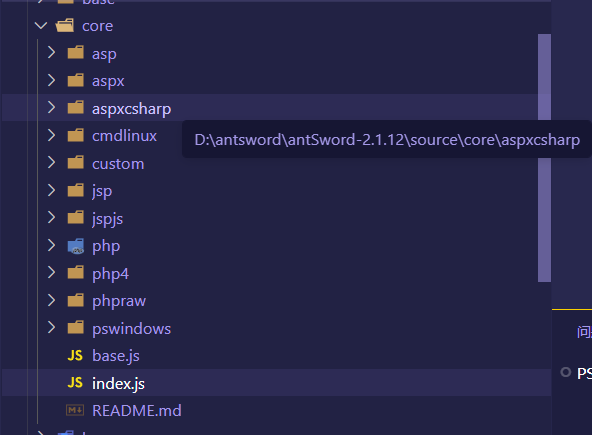 base
core
asp
aspx
aspxcsharp
cmdlinux
D:\antsword\antSword-2.1.12\source\core\aspxcsharp
custom
jsp
jspjs
php
php4
phpraw
pswindows
JS base.js
JS index.js
README.md
PS